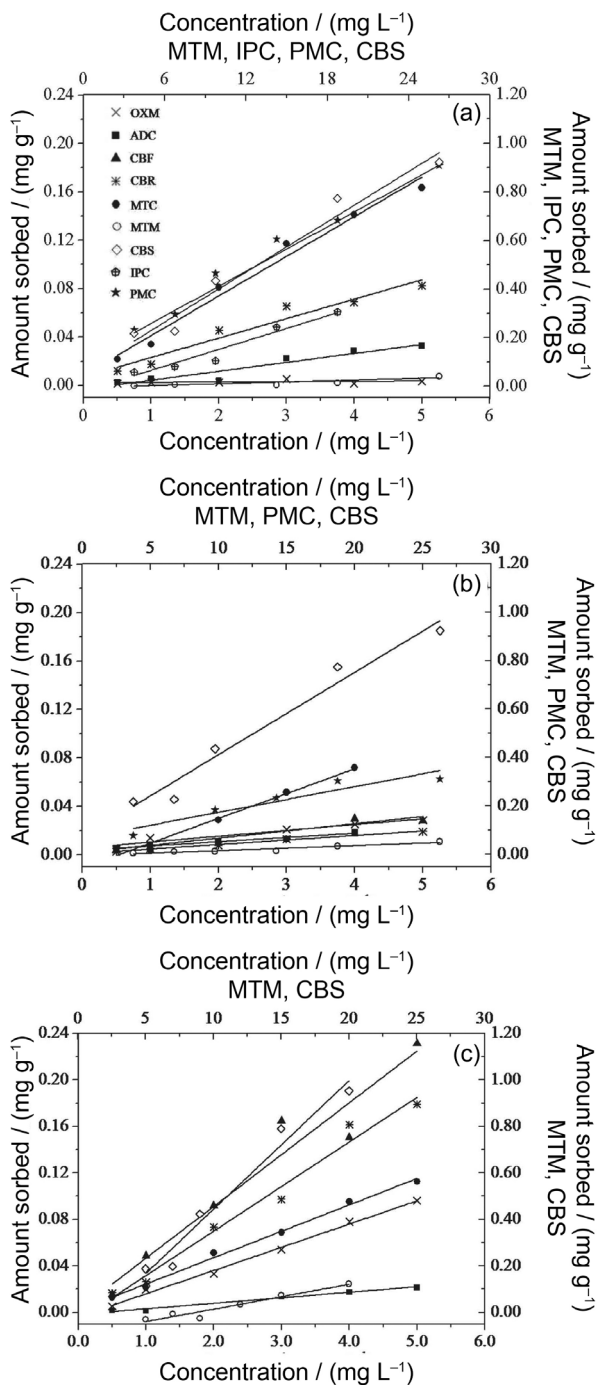 Concentration / (mg L⁻¹)
MTM, IPC, PMC, CBS
0 5 10 15 20 25 30
Amount sorbed / (mg g⁻¹)
0.24
0.20
0.16
0.12
0.08
0.04
0.00
OXM
ADC
CBF
CBR
MTC
MTM
CBS
IPC
PMC
(a)
1.20
1.00
0.80
0.60
0.40
0.20
0.00
Amount sorbed / (mg g⁻¹)
MTM, IPC, PMC, CBS
0 1 2 3 4 5 6
Concentration / (mg L⁻¹)
Concentration / (mg L⁻¹)
MTM, PMC, CBS
0 5 10 15 20 25 30
Amount sorbed / (mg g⁻¹)
0.24
0.20
0.16
0.12
0.08
0.04
0.00
(b)
1.20
1.00
0.80
0.60
0.40
0.20
0.00
Amount sorbed / (mg g⁻¹)
MTM, PMC, CBS
0 1 2 3 4 5 6
Concentration / (mg L⁻¹)
Concentration / (mg L⁻¹)
MTM, CBS
0 5 10 15 20 25 30
Amount sorbed / (mg g⁻¹)
0.24
0.20
0.16
0.12
0.08
0.04
0.00
(c)
1.20
1.00
0.80
0.60
0.40
0.20
0.00
Amount sorbed / (mg g⁻¹)
MTM, CBS
0.0 1.0 2.0 3.0 4.0 5.0 6.0
Concentration / (mg L⁻¹)